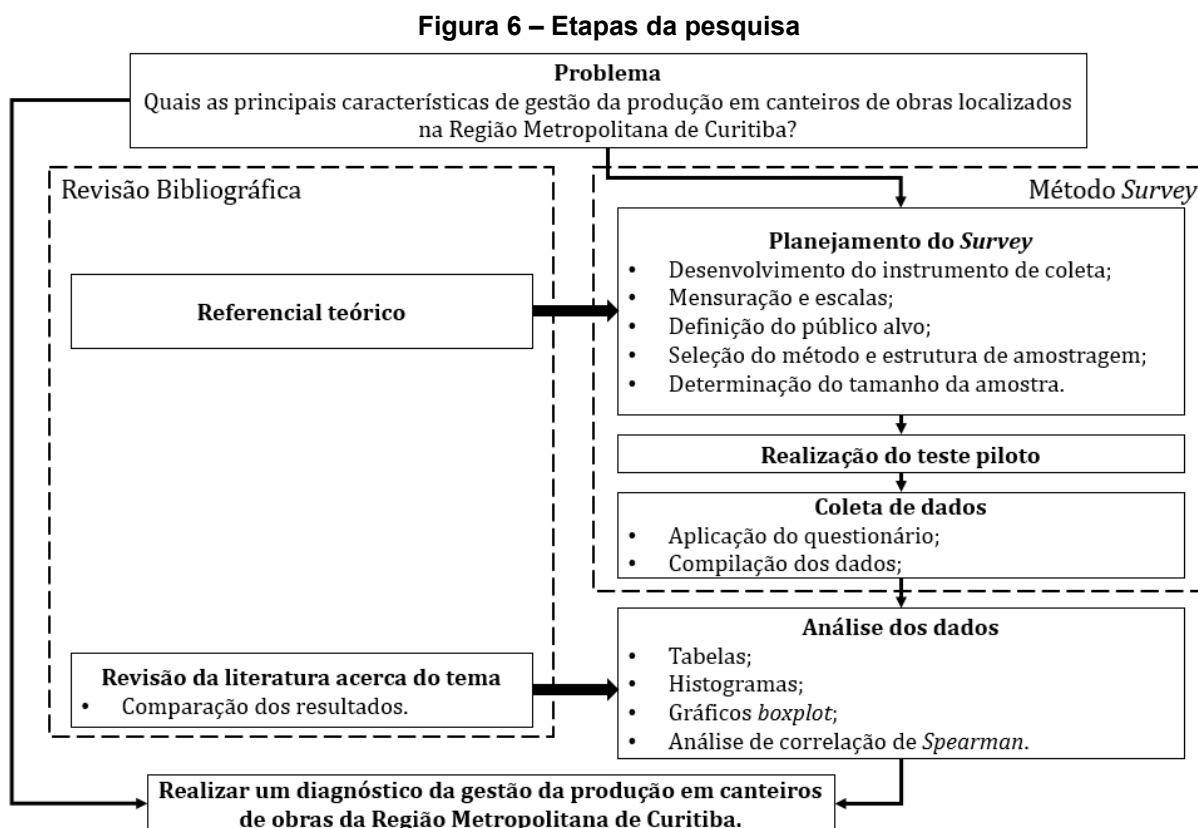 Figura 6 – Etapas da pesquisa
Problema
Quais as principais características de gestão da produção em canteiros de obras localizados
na Região Metropolitana de Curitiba?
Revisão Bibliográfica
Método Survey
Planejamento do Survey
• Desenvolvimento do instrumento de coleta;
• Mensuração e escalas;
• Definição do público alvo;
• Seleção do método e estrutura de amostragem;
• Determinação do tamanho da amostra.
Referencial teórico
Realização do teste piloto
Coleta de dados
• Aplicação do questionário;
• Compilação dos dados;
Análise dos dados
• Tabelas;
• Histogramas;
• Gráficos boxplot;
• Análise de correlação de Spearman.
Revisão da literatura acerca do tema
• Comparação dos resultados.
Realizar um diagnóstico da gestão da produção em canteiros
de obras da Região Metropolitana de Curitiba.